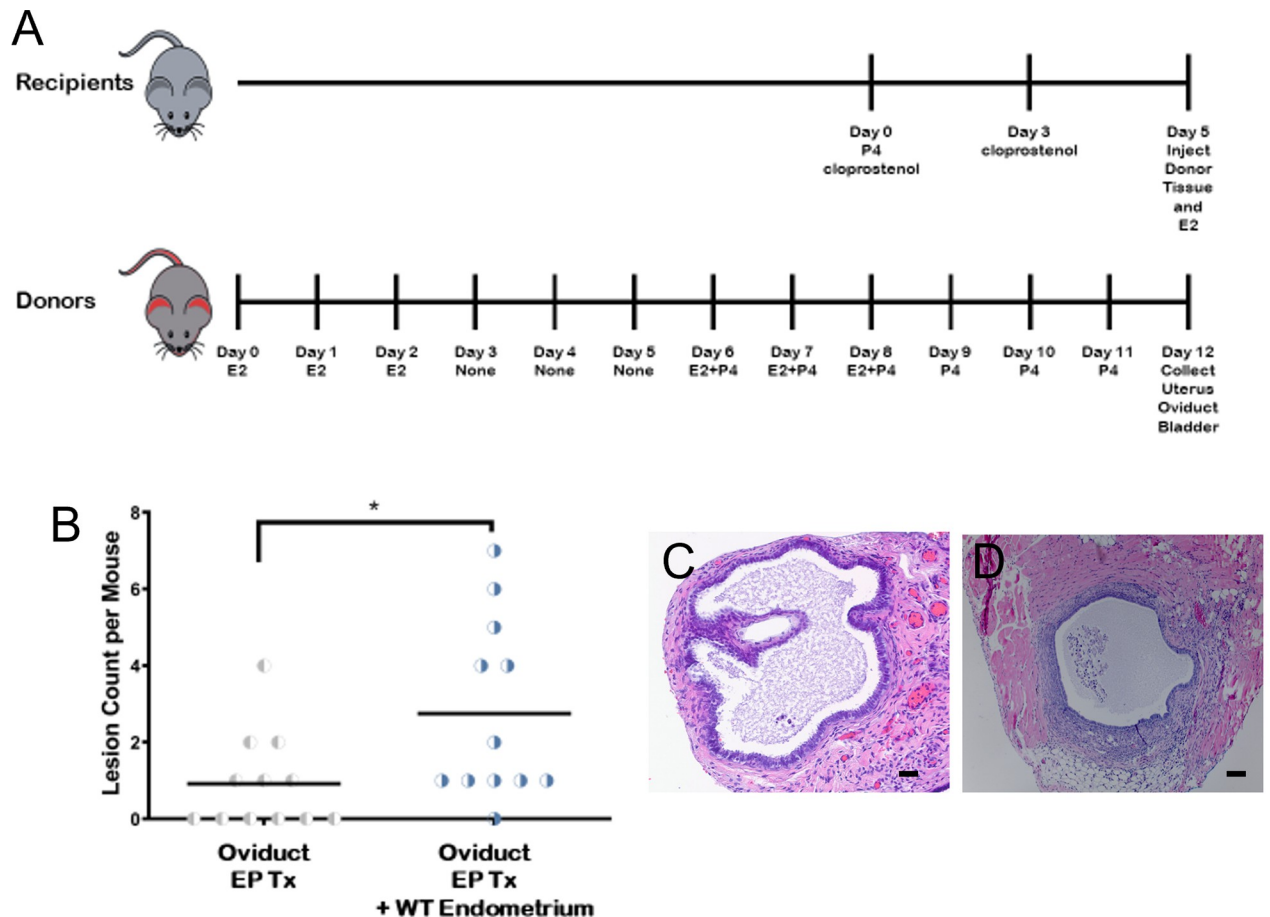 A
Recipients
Day 0
P4
cloprostenol
Day 3
cloprostenol
Day 5
Inject
Donor
Tissue
and
E2
Donors
Day 0
E2
Day 1
E2
Day 2
E2
Day 3
None
Day 4
None
Day 5
None
Day 6
E2+P4
Day 7
E2+P4
Day 8
E2+P4
Day 9
P4
Day 10
P4
Day 11
P4
Day 12
Collect
Uterus
Oviduct
Bladder
B
Lesion Count per Mouse
8
6
4
2
0
*
Oviduct
EP Tx
Oviduct
EP Tx
+ WT Endometrium
C
D